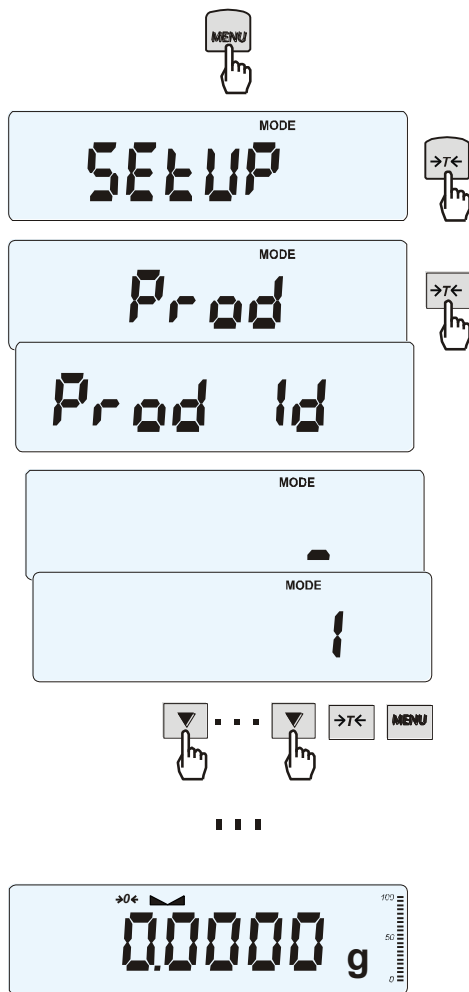 MENU
MODE
SEtUP
→T←
MODE
Prod
→T←
Prod Id
MODE
-
MODE
1
▼ ... ▼ →T← MENU
...
→0←
100
50
0
0.0000 g